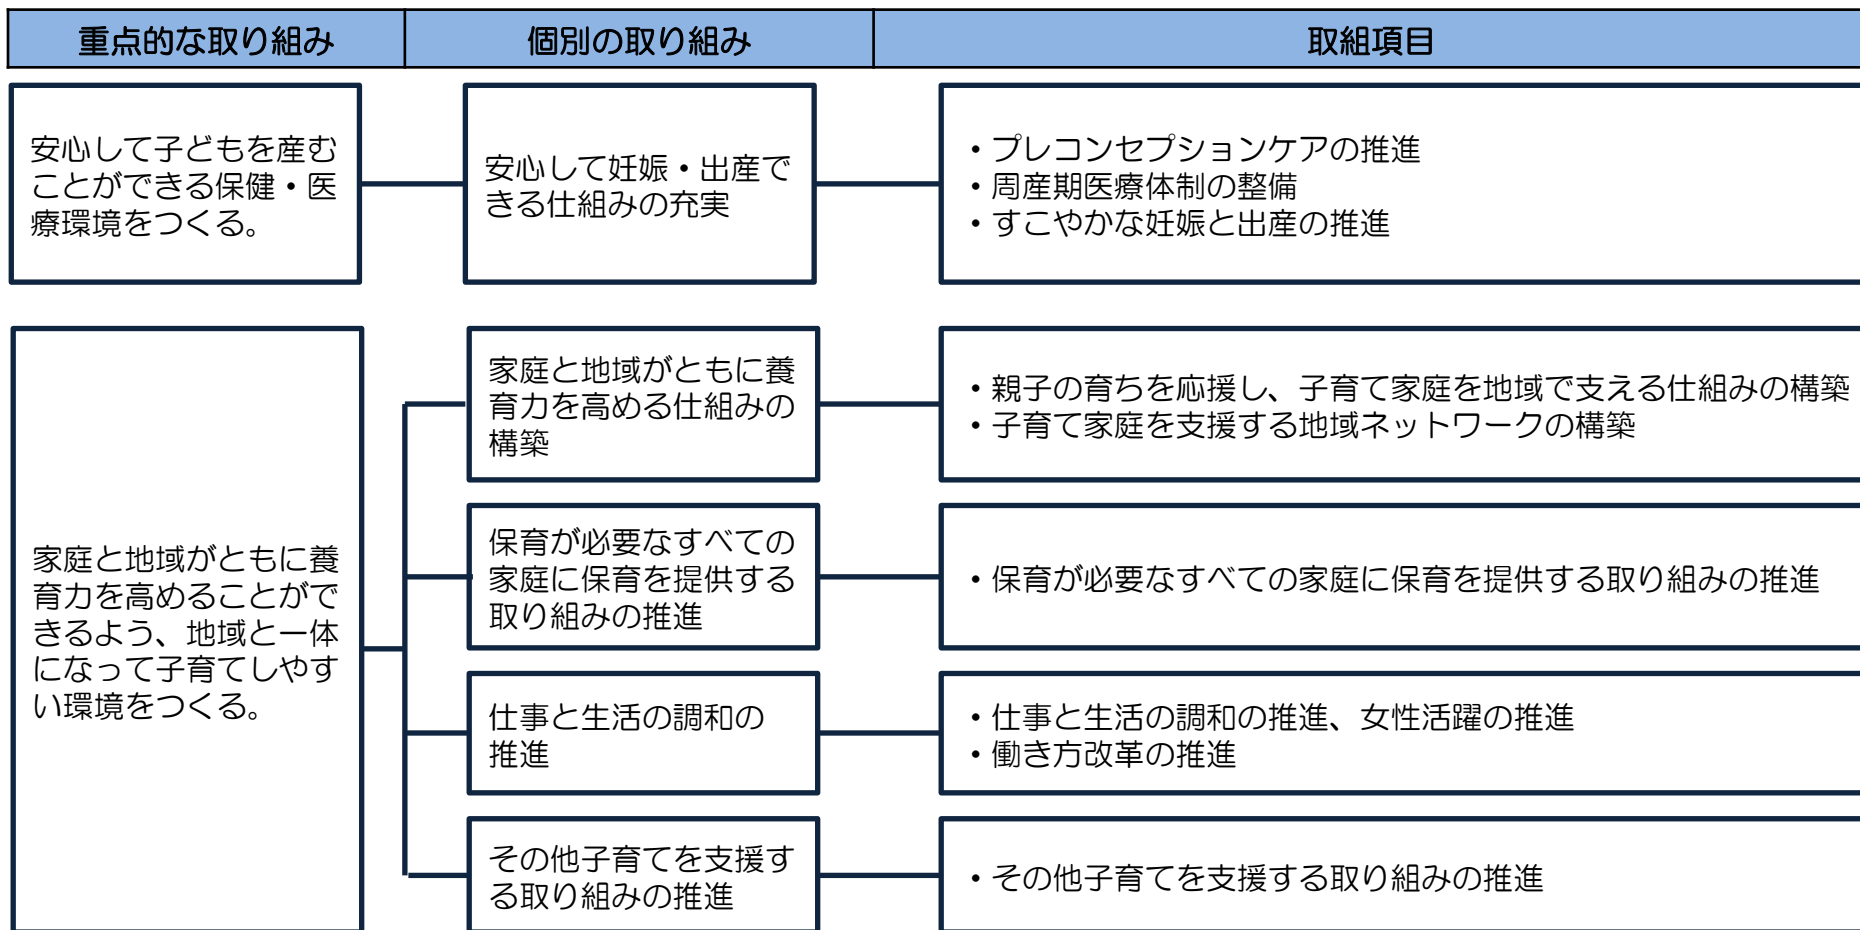 重点的な取り組み
個別の取り組み
取組項目
安心して子どもを産む
ことができる保健・医
療環境をつくる。
安心して妊娠・出産で
きる仕組みの充実
・プレコンセプションケアの推進
・周産期医療体制の整備
・すこやかな妊娠と出産の推進
家庭と地域がともに養
育力を高めることがで
きるよう、地域と一体
になって子育てしやす
い環境をつくる。
家庭と地域がともに養
育力を高める仕組みの
構築
・親子の育ちを応援し、子育て家庭を地域で支える仕組みの構築
・子育て家庭を支援する地域ネットワークの構築
保育が必要なすべての
家庭に保育を提供する
取り組みの推進
・保育が必要なすべての家庭に保育を提供する取り組みの推進
仕事と生活の調和の
推進
・仕事と生活の調和の推進、女性活躍の推進
・働き方改革の推進
その他子育てを支援す
る取り組みの推進
・その他子育てを支援する取り組みの推進